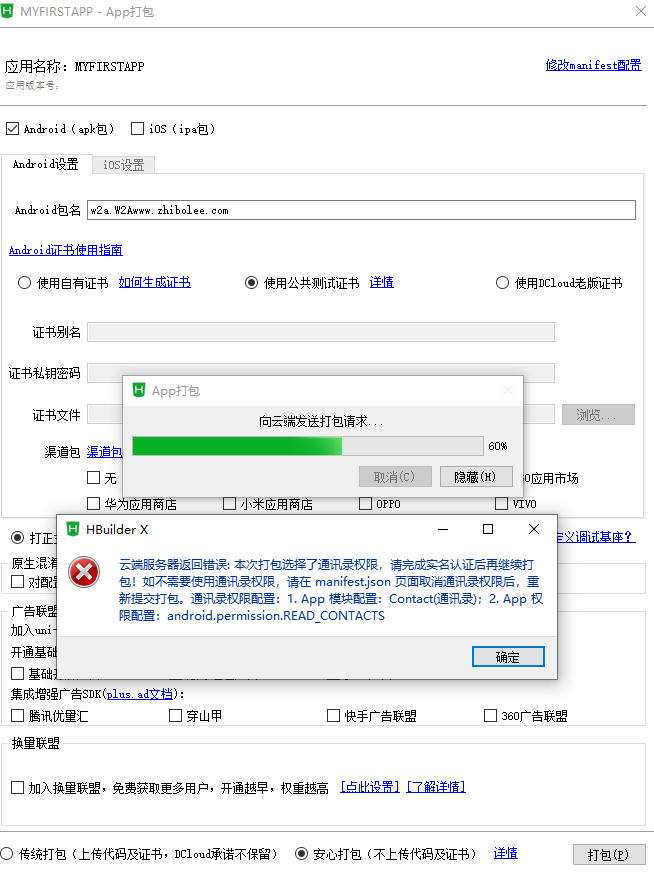 MYFIRSTAPP - App打包
应用名称：MYFIRSTAPP
修改manifest配置
应用版本号：
Android（apk包）
iOS（ipa包）
Android设置
iOS设置
Android包名
w2a.W2Awww.zhibolee.com
Android证书使用指南
使用自有证书
如何生成证书
使用公共测试证书
详情
使用DCloud老版证书
证书别名
证书私钥密码
证书文件
浏览...
渠道包
渠道包
无
60应用市场
华为应用商店
小米应用商店
OPPO
VIVO
App打包
向云端发送打包请求...
60%
取消(C)
隐藏(H)
打正
定义调试基座？
HBuilder X
云端服务器返回错误: 本次打包选择了通讯录权限，请完成实名认证后再继续打
包！如不需要使用通讯录权限，请在 manifest.json 页面取消通讯录权限后，重
新提交打包。通讯录权限配置：1. App 模块配置：Contact(通讯录)；2. App 权
限配置：android.permission.READ_CONTACTS
确定
原生混淆
对配置
广告联盟
加入uni-
开通基础
基础
集成增强广告SDK(plus.ad文档)：
腾讯优量汇
穿山甲
快手广告联盟
360广告联盟
换量联盟
加入换量联盟，免费获取更多用户，开通越早，权重越高
[点此设置]
[了解详情]
传统打包（上传代码及证书，DCloud承诺不保留）
安心打包（不上传代码及证书）
详情
打包(P)